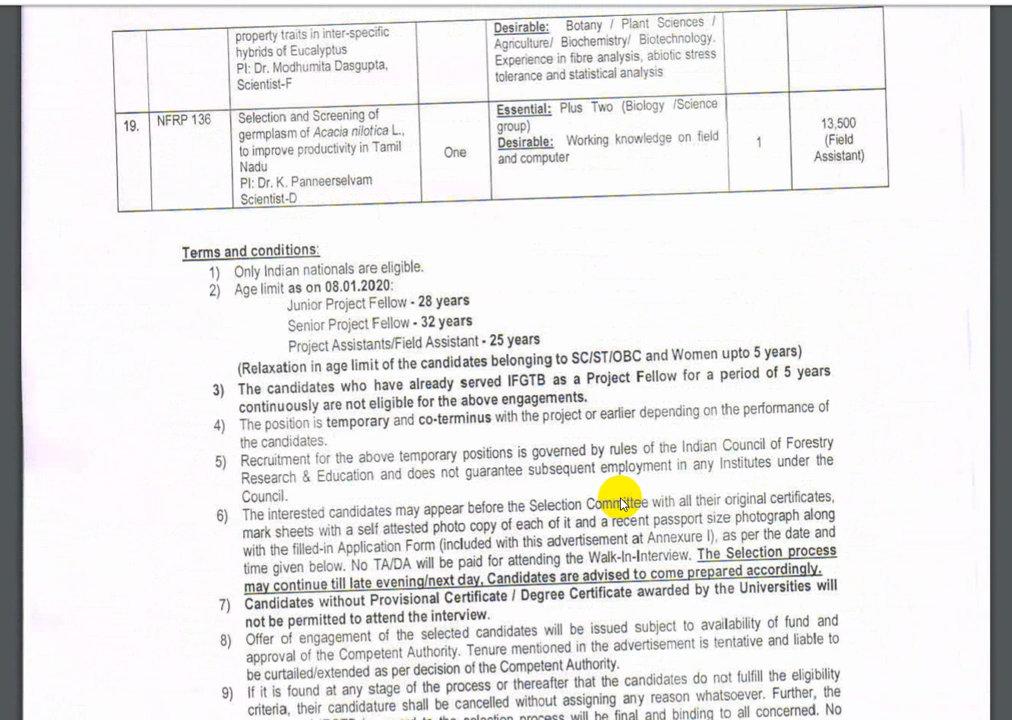 property traits in inter-specific
hybrids of Eucalyptus
PI: Dr. Modhumita Dasgupta,
Scientist-F
Desirable: Botany / Plant Sciences /
Agriculture/ Biochemistry/ Biotechnology.
Experience in fibre analysis, abiotic stress
tolerance and statistical analysis
19.
NFRP 136
Selection and Screening of
germplasm of Acacia nilotica L.,
to improve productivity in Tamil
Nadu
PI: Dr. K. Panneerselvam
Scientist-D
One
Essential: Plus Two (Biology /Science
group)
Desirable: Working knowledge on field
and computer
1
13,500
(Field
Assistant)
Terms and conditions:
1) Only Indian nationals are eligible.
2) Age limit as on 08.01.2020:
Junior Project Fellow - 28 years
Senior Project Fellow - 32 years
Project Assistants/Field Assistant - 25 years
(Relaxation in age limit of the candidates belonging to SC/ST/OBC and Women upto 5 years)
3) The candidates who have already served IFGTB as a Project Fellow for a period of 5 years
continuously are not eligible for the above engagements.
4) The position is temporary and co-terminus with the project or earlier depending on the performance of
the candidates.
5) Recruitment for the above temporary positions is governed by rules of the Indian Council of Forestry
Research & Education and does not guarantee subsequent employment in any Institutes under the
Council.
6) The interested candidates may appear before the Selection Committee with all their original certificates,
mark sheets with a self attested photo copy of each of it and a recent passport size photograph along
with the filled-in Application Form (included with this advertisement at Annexure I), as per the date and
time given below. No TA/DA will be paid for attending the Walk-In-Interview. The Selection process
may continue till late evening/next day. Candidates are advised to come prepared accordingly.
7) Candidates without Provisional Certificate / Degree Certificate awarded by the Universities will
not be permitted to attend the interview.
8) Offer of engagement of the selected candidates will be issued subject to availability of fund and
approval of the Competent Authority. Tenure mentioned in the advertisement is tentative and liable to
be curtailed/extended as per decision of the Competent Authority.
9) If it is found at any stage of the process or thereafter that the candidates do not fulfill the eligibility
criteria, their candidature shall be cancelled without assigning any reason whatsoever. Further, the
selection process will be final and binding to all concerned. No